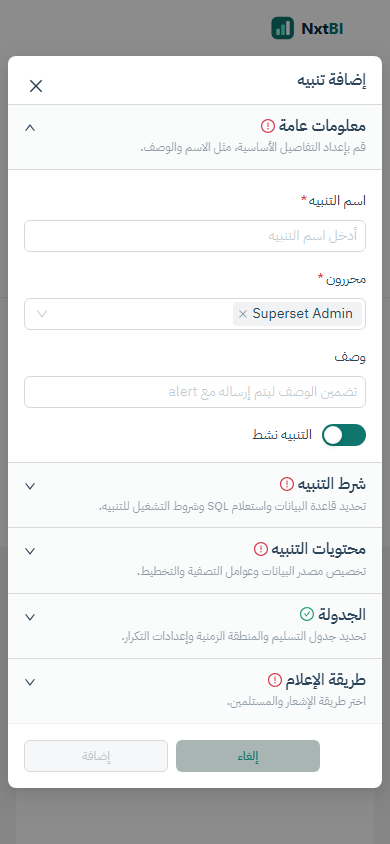 NxtBI
إضافة تنبيه
معلومات عامة
قم بإعداد التفاصيل الأساسية، مثل الاسم والوصف.
اسم التنبيه *
أدخل اسم التنبيه
محررون *
Superset Admin ×
وصف
تضمين الوصف ليتم إرساله مع alert
التنبيه نشط
شرط التنبيه
تحديد قاعدة البيانات واستعلام SQL وشروط التشغيل للتنبيه.
محتويات التنبيه
تخصيص مصدر البيانات وعوامل التصفية والتخطيط.
الجدولة
تحديد جدول التسليم والمنطقة الزمنية وإعدادات التكرار.
طريقة الإعلام
اختر طريقة الإشعار والمستلمين.
إلغاء
إضافة